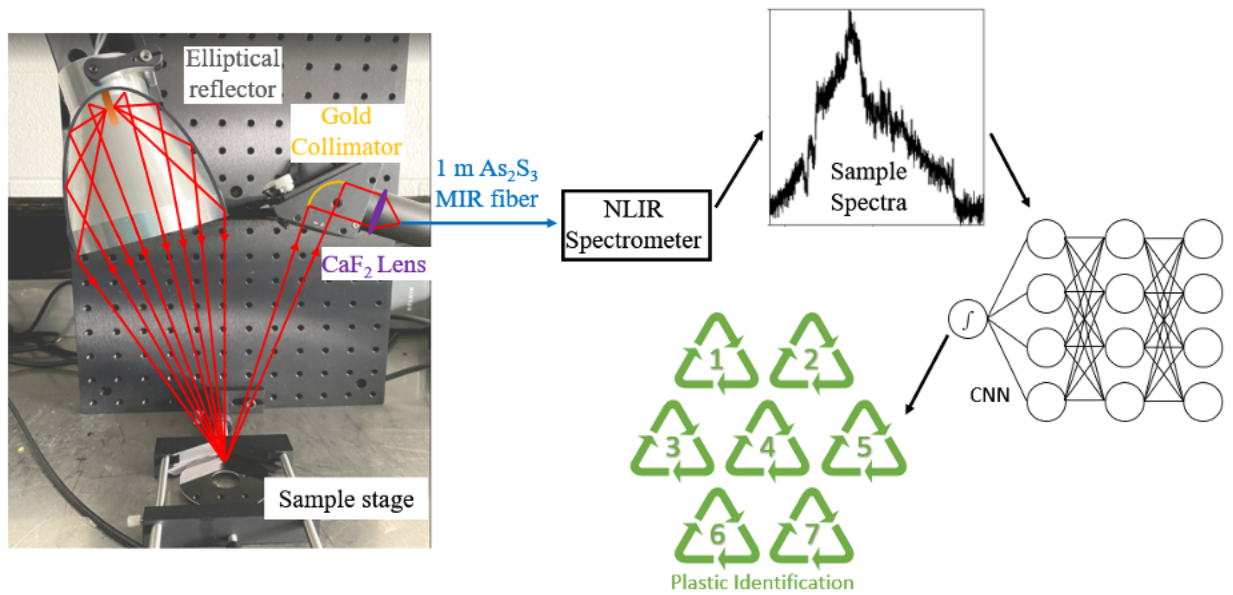 Elliptical
reflector
Gold
Collimator
1 m As₂S₃
MIR fiber
CaF₂ Lens
Sample stage
NLIR
Spectrometer
Sample
Spectra
∫
CNN
1
2
3
4
5
6
7
Plastic Identification